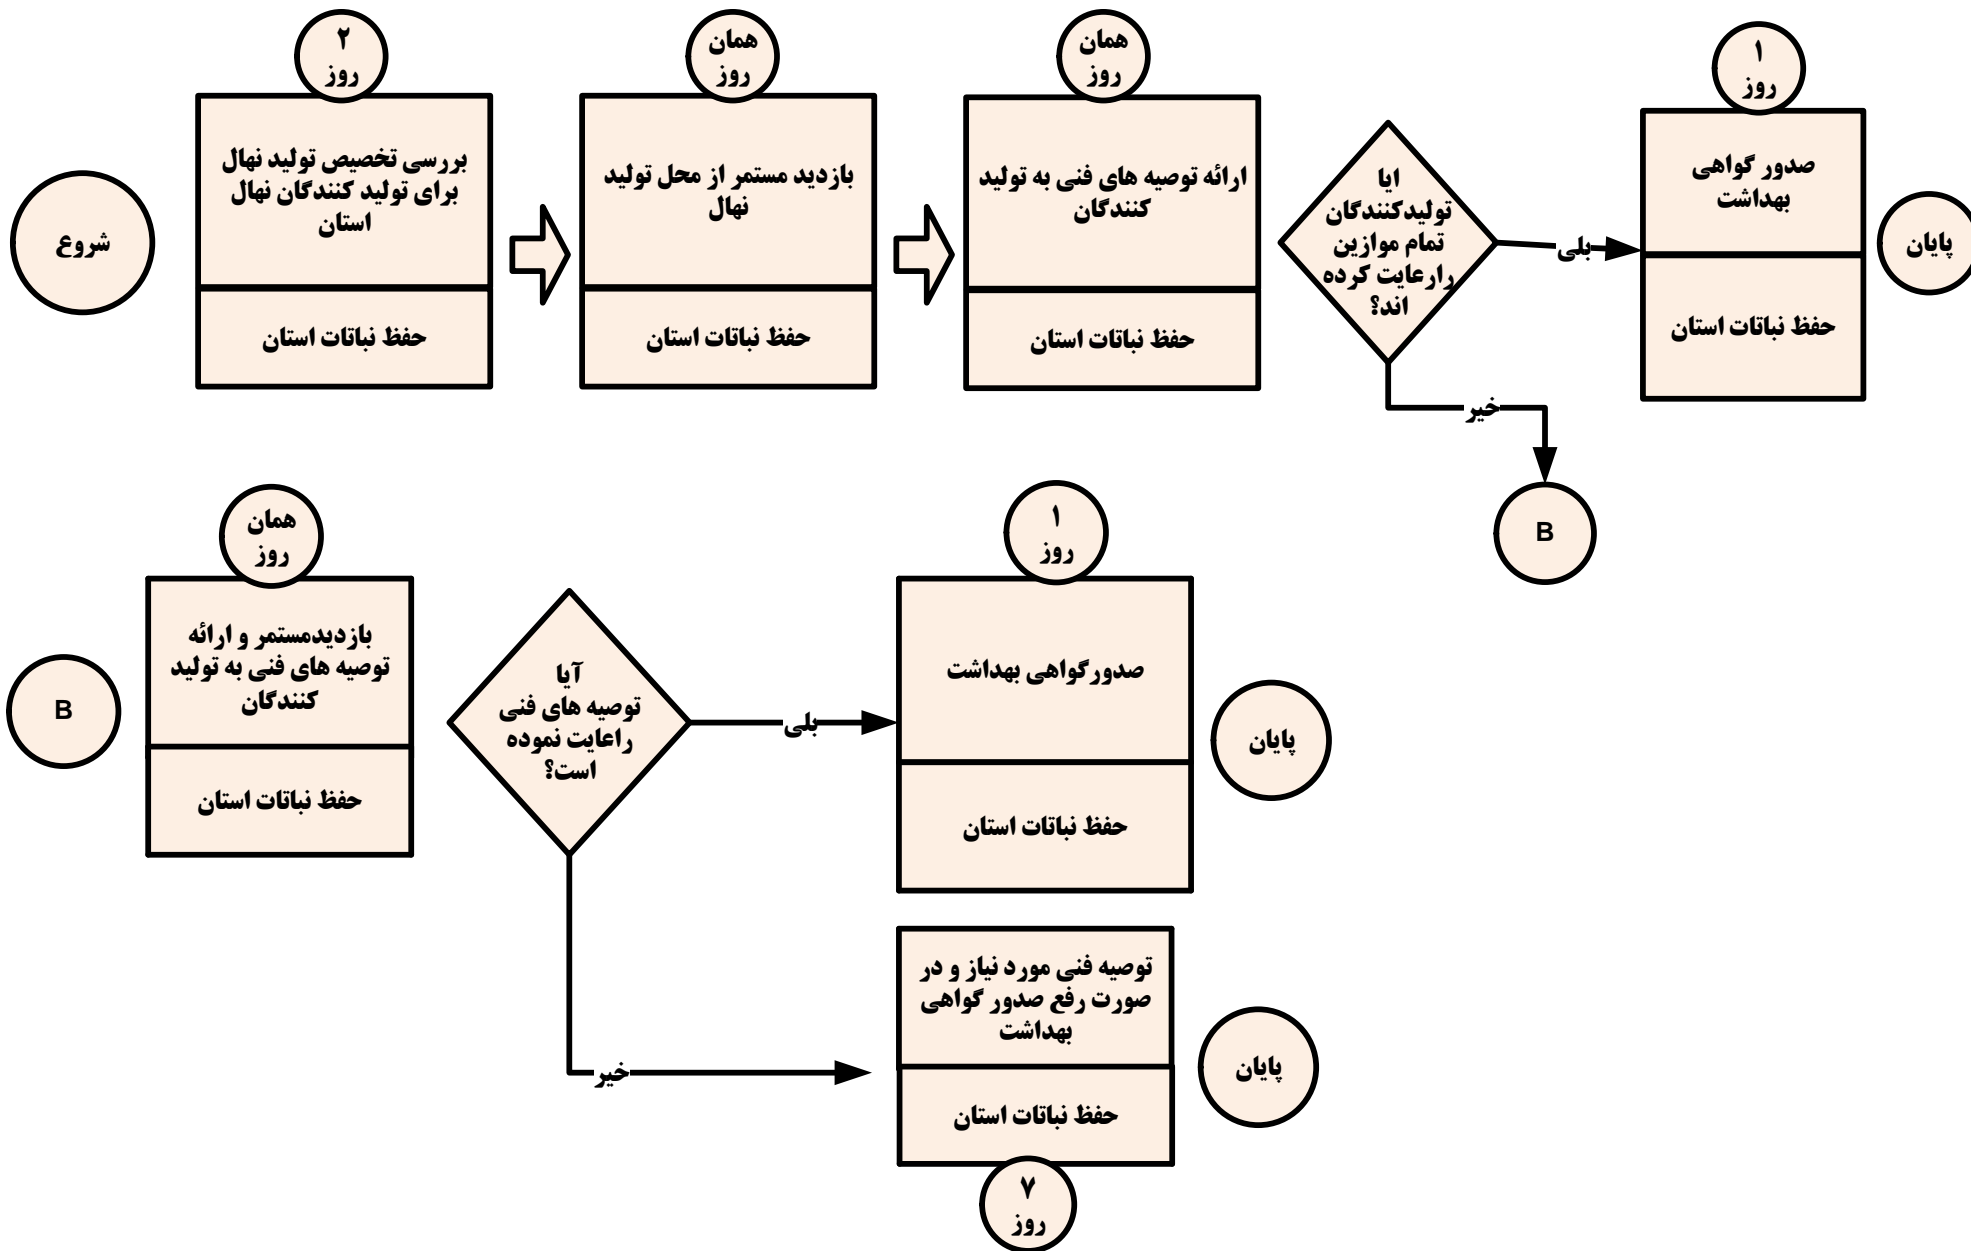 شروع
۲
روز
بررسی تخصیص تولید نهال
برای تولید کنندگان نهال
استان
حفظ نباتات استان
همان
روز
بازدید مستمر از محل تولید
نهال
حفظ نباتات استان
همان
روز
ارائه توصیه های فنی به تولید
کنندگان
حفظ نباتات استان
ایا
تولیدکنندگان
تمام موازین
رارعایت کرده
اند؟
بلی
خیر
B
۱
روز
صدور گواهی
بهداشت
حفظ نباتات استان
پایان
B
همان
روز
بازدیدمستمر و ارائه
توصیه های فنی به تولید
کنندگان
حفظ نباتات استان
آیا
توصیه های فنی
راعایت نموده
است؟
بلی
خیر
۱
روز
صدورگواهی بهداشت
حفظ نباتات استان
پایان
توصیه فنی مورد نیاز و در
صورت رفع صدور گواهی
بهداشت
حفظ نباتات استان
۷
روز
پایان